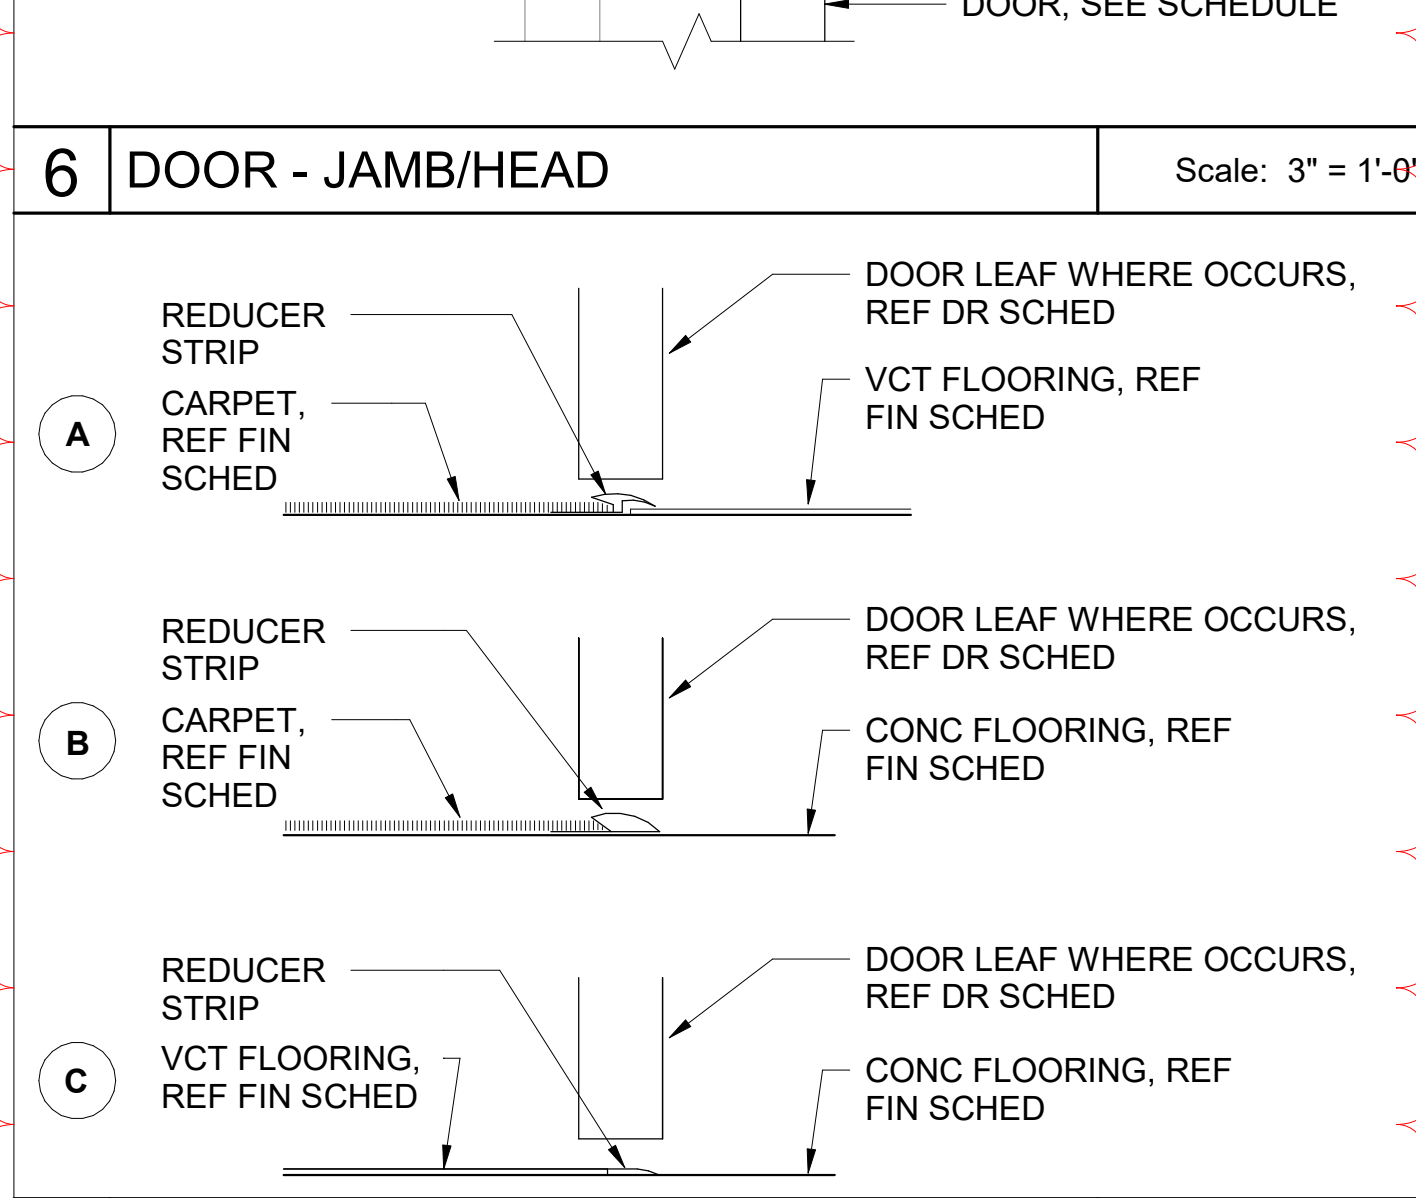 DOOR, SEE SCHEDULE
6 DOOR - JAMB/HEAD Scale: 3" = 1'-0"
A
REDUCER
STRIP
CARPET,
REF FIN
SCHED
DOOR LEAF WHERE OCCURS,
REF DR SCHED
VCT FLOORING, REF
FIN SCHED
B
REDUCER
STRIP
CARPET,
REF FIN
SCHED
DOOR LEAF WHERE OCCURS,
REF DR SCHED
CONC FLOORING, REF
FIN SCHED
C
REDUCER
STRIP
VCT FLOORING,
REF FIN SCHED
DOOR LEAF WHERE OCCURS,
REF DR SCHED
CONC FLOORING, REF
FIN SCHED